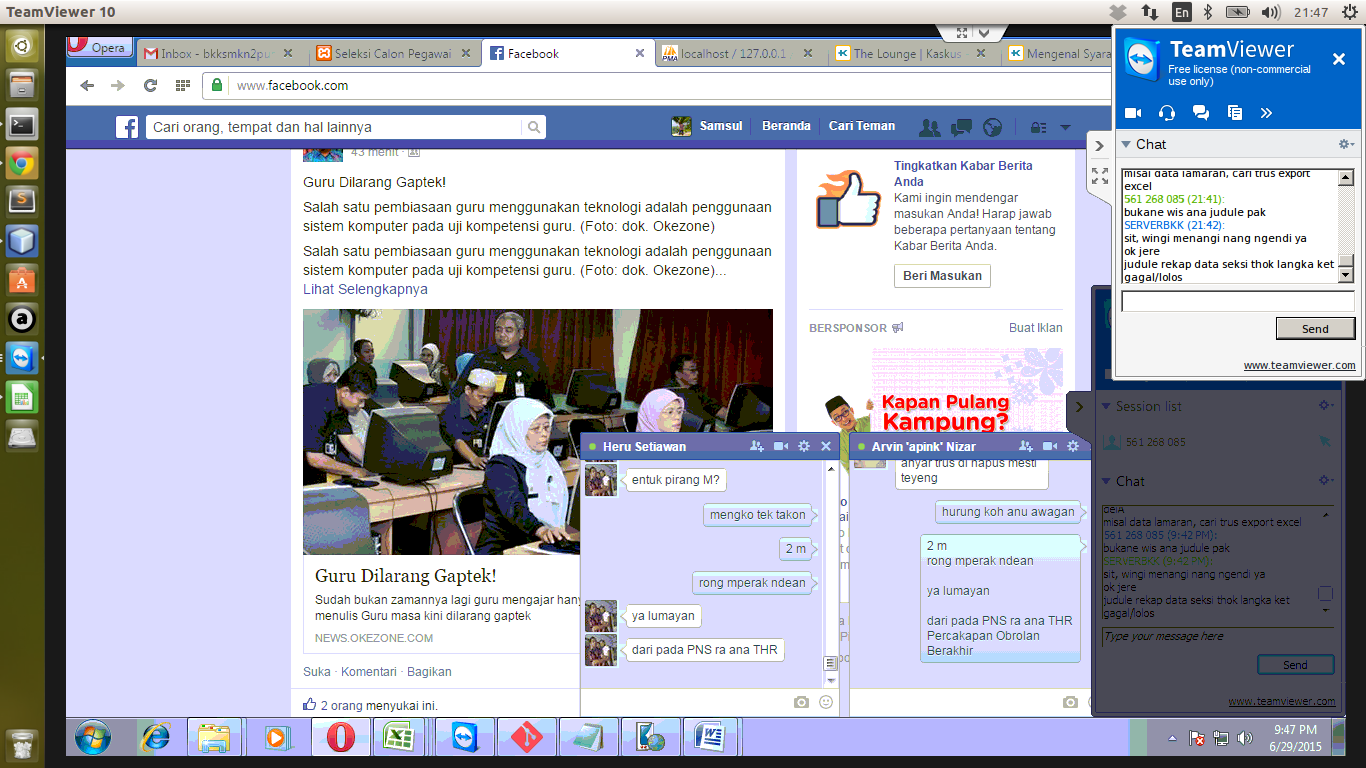 TeamViewer 10
En
21:47
Opera
Inbox - bkksmkn2pu
Seleksi Calon Pegawai
Facebook
localhost / 127.0.0.1
The Lounge | Kaskus
Mengenal Syara
www.facebook.com
Cari orang, tempat dan hal lainnya
Samsul
Beranda
Cari Teman
43 menit
Guru Dilarang Gaptek!
Salah satu pembiasaan guru menggunakan teknologi adalah penggunaan
sistem komputer pada uji kompetensi guru. (Foto: dok. Okezone)
Salah satu pembiasaan guru menggunakan teknologi adalah penggunaan
sistem komputer pada uji kompetensi guru. (Foto: dok. Okezone)...
Lihat Selengkapnya
Guru Dilarang Gaptek!
Sudah bukan zamannya lagi guru mengajar hany
menulis Guru masa kini dilarang gaptek
NEWS.OKEZONE.COM
Suka · Komentari · Bagikan
2 orang menyukai ini.
Tingkatkan Kabar Berita
Anda
Kami ingin mendengar
masukan Anda! Harap jawab
beberapa pertanyaan tentang
Kabar Berita Anda.
Beri Masukan
BERSPONSOR
Buat Iklan
Kapan Pulang
Kampung?
Heru Setiawan
entuk pirang M?
mengko tek takon
2 m
rong mperak ndean
ya lumayan
dari pada PNS ra ana THR
Arvin 'apink' Nizar
anyar trus di hapus mesti
teyeng
hurung koh anu awagan
2 m
rong mperak ndean
ya lumayan
dari pada PNS ra ana THR
Percakapan Obrolan
Berakhir
TeamViewer
Free license (non-commercial
use only)
Chat
misal data lamaran, cari trus export
excel
561 268 085 (21:41):
bukane wis ana judule pak
SERVERBKK (21:42):
sit, wingi menangi nang ngendi ya
ok jere
judule rekap data seksi thok langka ket
gagal/lolos
Send
www.teamviewer.com
Session list
561 268 085
Chat
misal data lamaran, cari trus export excel
561 268 085 (9:42 PM):
bukane wis ana judule pak
SERVERBKK (9:42 PM):
sit, wingi menangi nang ngendi ya
ok jere
judule rekap data seksi thok langka ket
gagal/lolos
Type your message here
Send
www.teamviewer.com
9:47 PM
6/29/2015